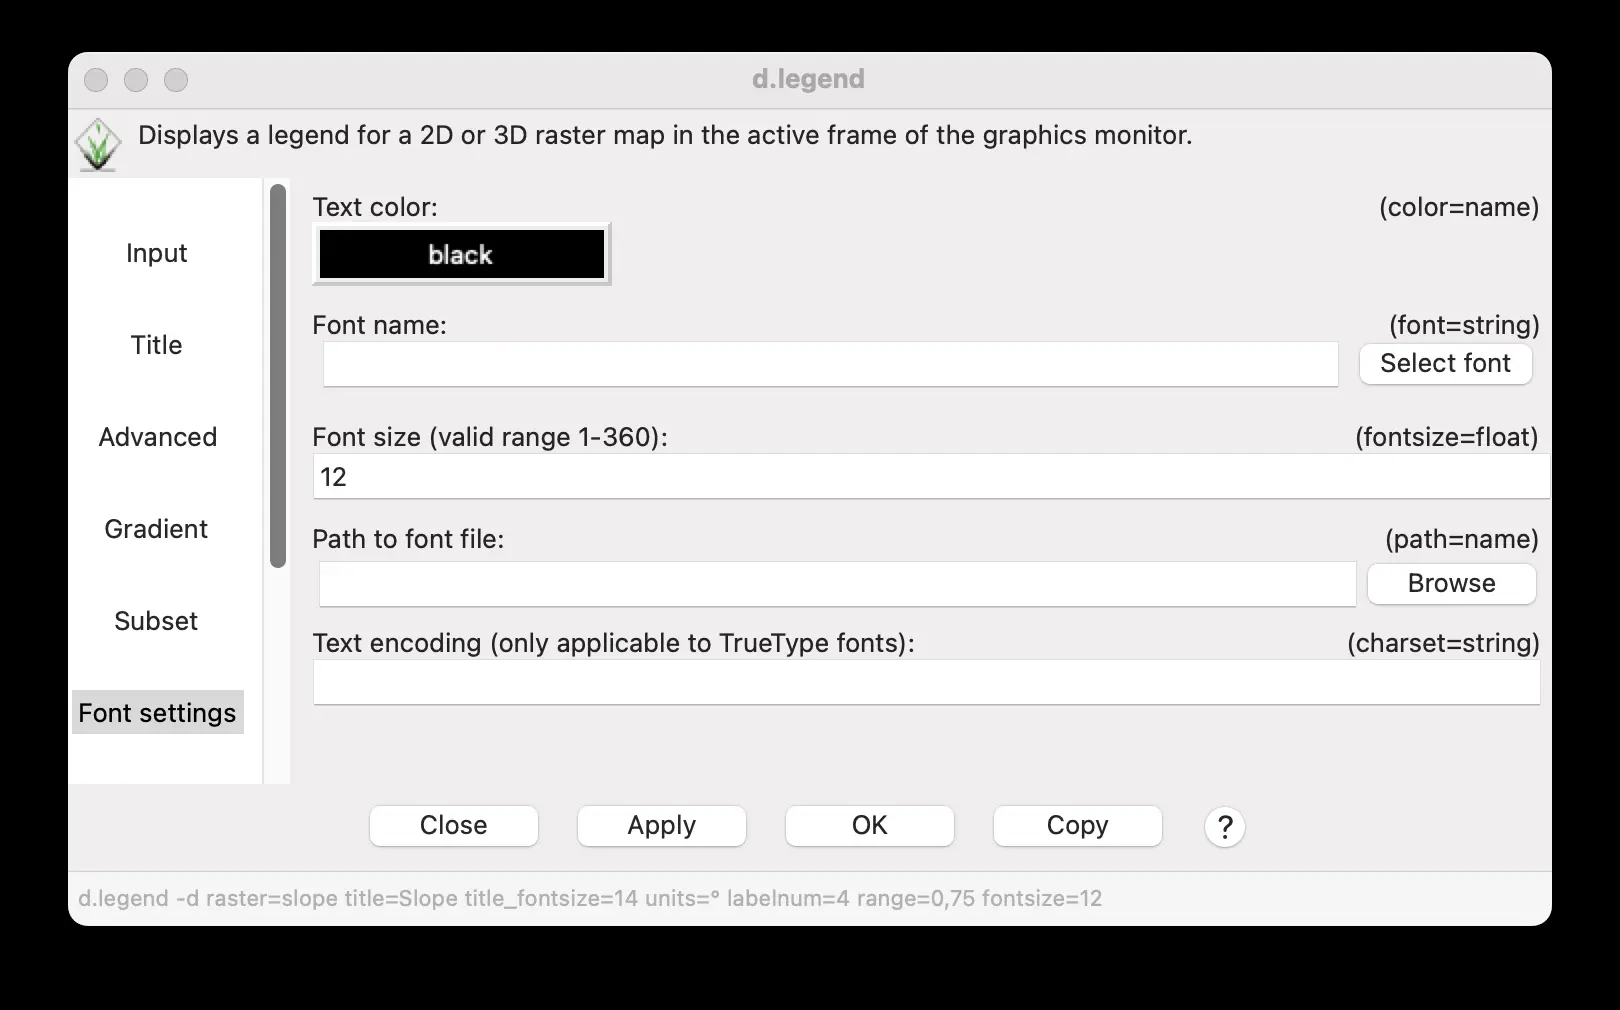 d.legend
Displays a legend for a 2D or 3D raster map in the active frame of the graphics monitor.
Input
Title
Advanced
Gradient
Subset
Font settings
Text color: (color=name)
black
Font name: (font=string)
Select font
Font size (valid range 1-360): (fontsize=float)
12
Path to font file: (path=name)
Browse
Text encoding (only applicable to TrueType fonts): (charset=string)
Close Apply OK Copy ?
d.legend -d raster=slope title=Slope title_fontsize=14 units=° labelnum=4 range=0,75 fontsize=12